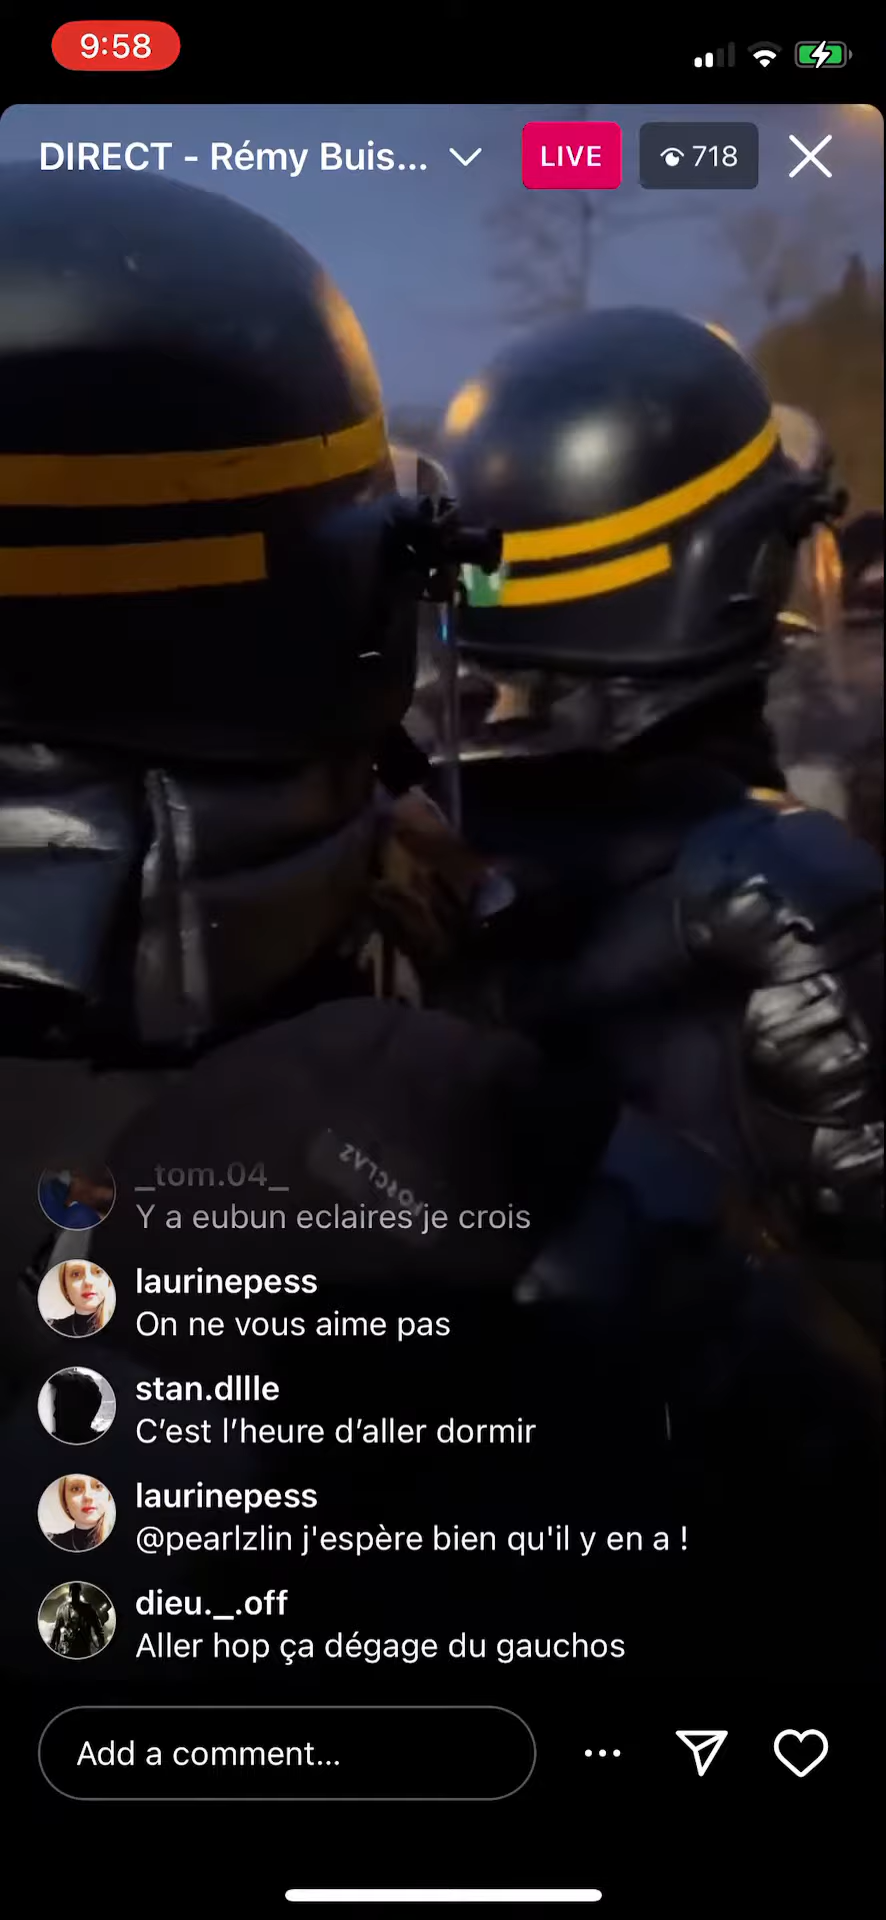 9:58
DIRECT - Rémy Buis...
LIVE
718
_tom.04_
Y a eubun eclaires je crois
laurinepess
On ne vous aime pas
stan.dllle
C’est l’heure d’aller dormir
laurinepess
@pearlzlin j'espère bien qu'il y en a !
dieu._.off
Aller hop ça dégage du gauchos
Add a comment...